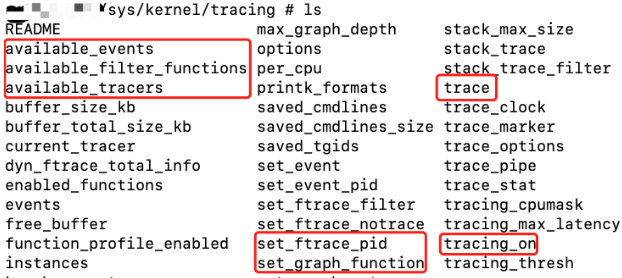 sys/kernel/tracing # ls
README max_graph_depth stack_max_size
available_events options stack_trace
available_filter_functions per_cpu stack_trace_filter
available_tracers printk_formats trace
buffer_size_kb saved_cmdlines trace_clock
buffer_total_size_kb saved_cmdlines_size trace_marker
current_tracer saved_tgids trace_options
dyn_ftrace_total_info set_event trace_pipe
enabled_functions set_event_pid trace_stat
events set_ftrace_filter tracing_cpumask
free_buffer set_ftrace_notrace tracing_max_latency
function_profile_enabled set_ftrace_pid tracing_on
instances set_graph_function tracing_thresh